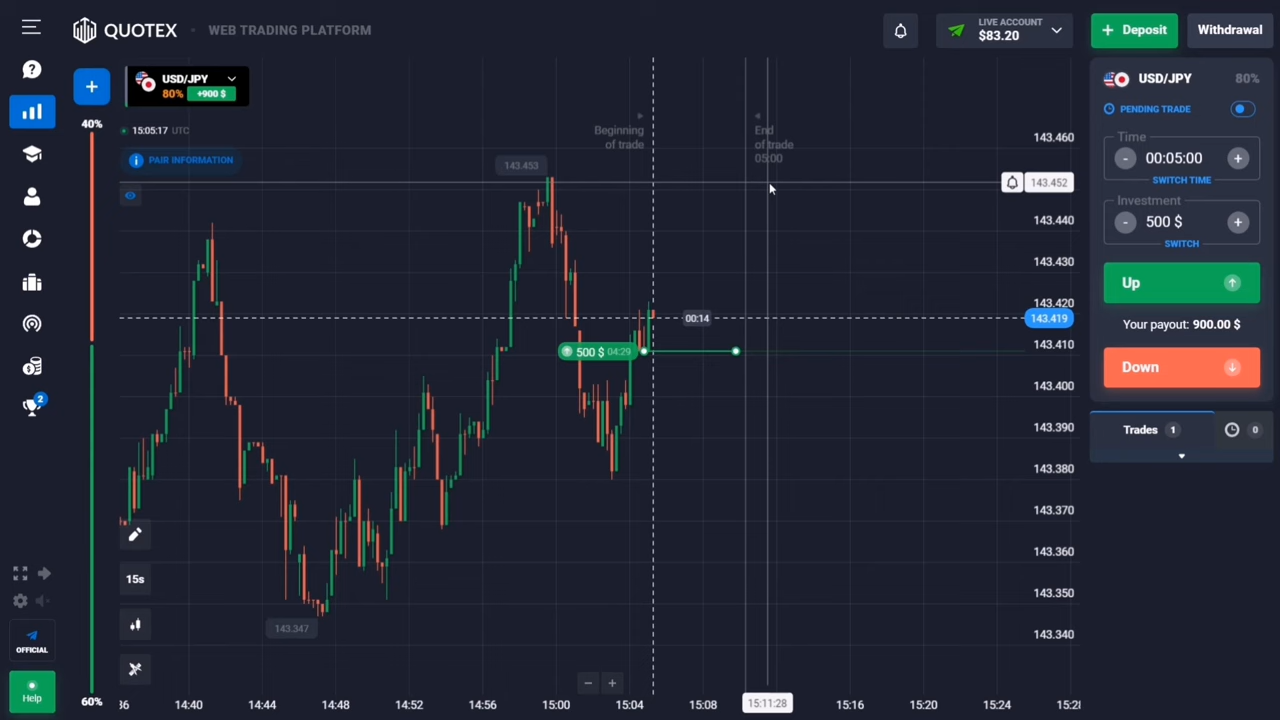 QUOTEX
WEB TRADING PLATFORM
LIVE ACCOUNT
$83.20
Deposit
Withdrawal
USD/JPY
80% +900 $
40%
15:05:17 UTC
PAIR INFORMATION
Beginning
of trade
End
of trade
05:00
143.453
143.347
500 $ 04:29
00:14
143.460
143.452
143.440
143.430
143.420
143.419
143.410
143.400
143.390
143.380
143.370
143.360
143.350
143.340
15s
60%
36
14:40
14:44
14:48
14:52
14:56
15:00
15:04
15:08
15:11:28
15:16
15:20
15:24
15:28
2
OFFICIAL
Help
USD/JPY 80%
PENDING TRADE
Time
- 00:05:00 +
SWITCH TIME
Investment
- 500 $ +
SWITCH
Up
Your payout: 900.00 $
Down
Trades 1
0